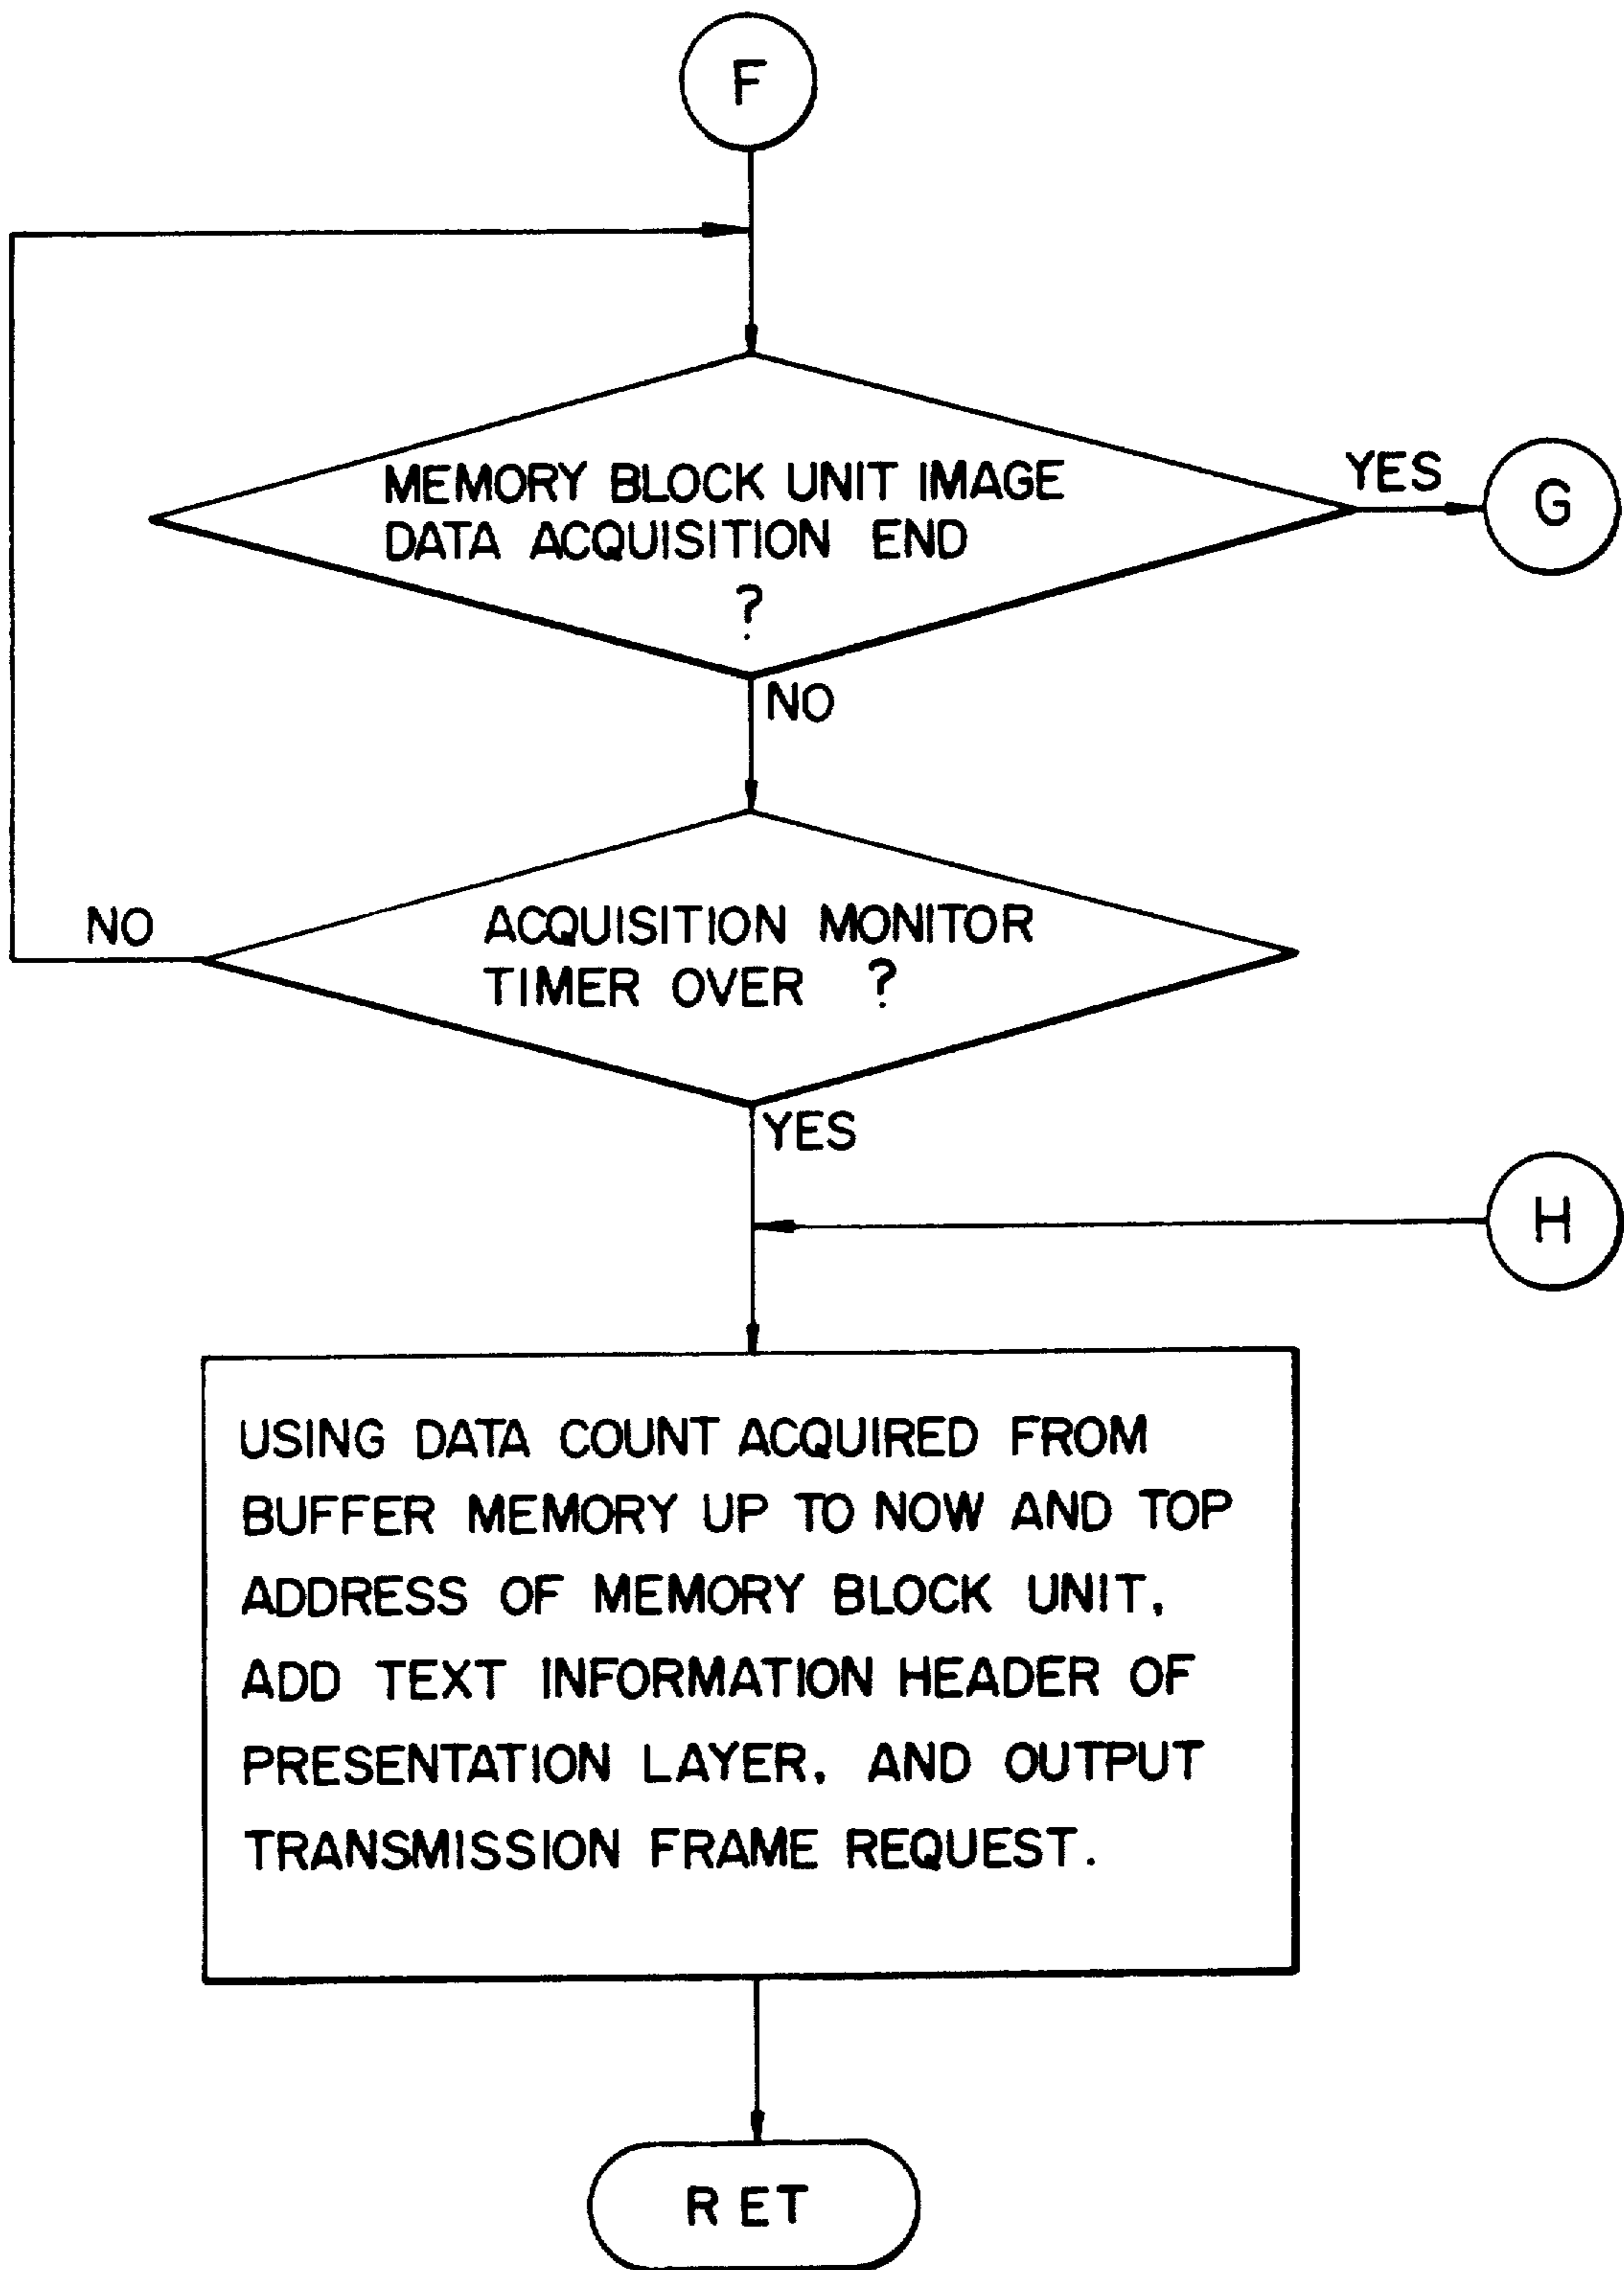 F
MEMORY BLOCK UNIT IMAGE
DATA ACQUISITION END
?
YES
G
NO
NO
ACQUISITION MONITOR
TIMER OVER ?
YES
H
USING DATA COUNT ACQUIRED FROM
BUFFER MEMORY UP TO NOW AND TOP
ADDRESS OF MEMORY BLOCK UNIT,
ADD TEXT INFORMATION HEADER OF
PRESENTATION LAYER, AND OUTPUT
TRANSMISSION FRAME REQUEST.
RET